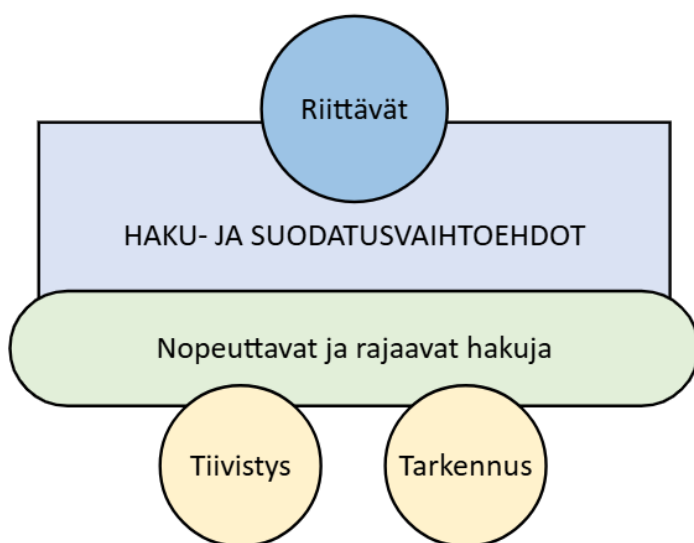 Riittävät
HAKU- JA SUODATUSVAIHTOEHDOT
Nopeuttavat ja rajaavat hakuja
Tiivistys
Tarkennus